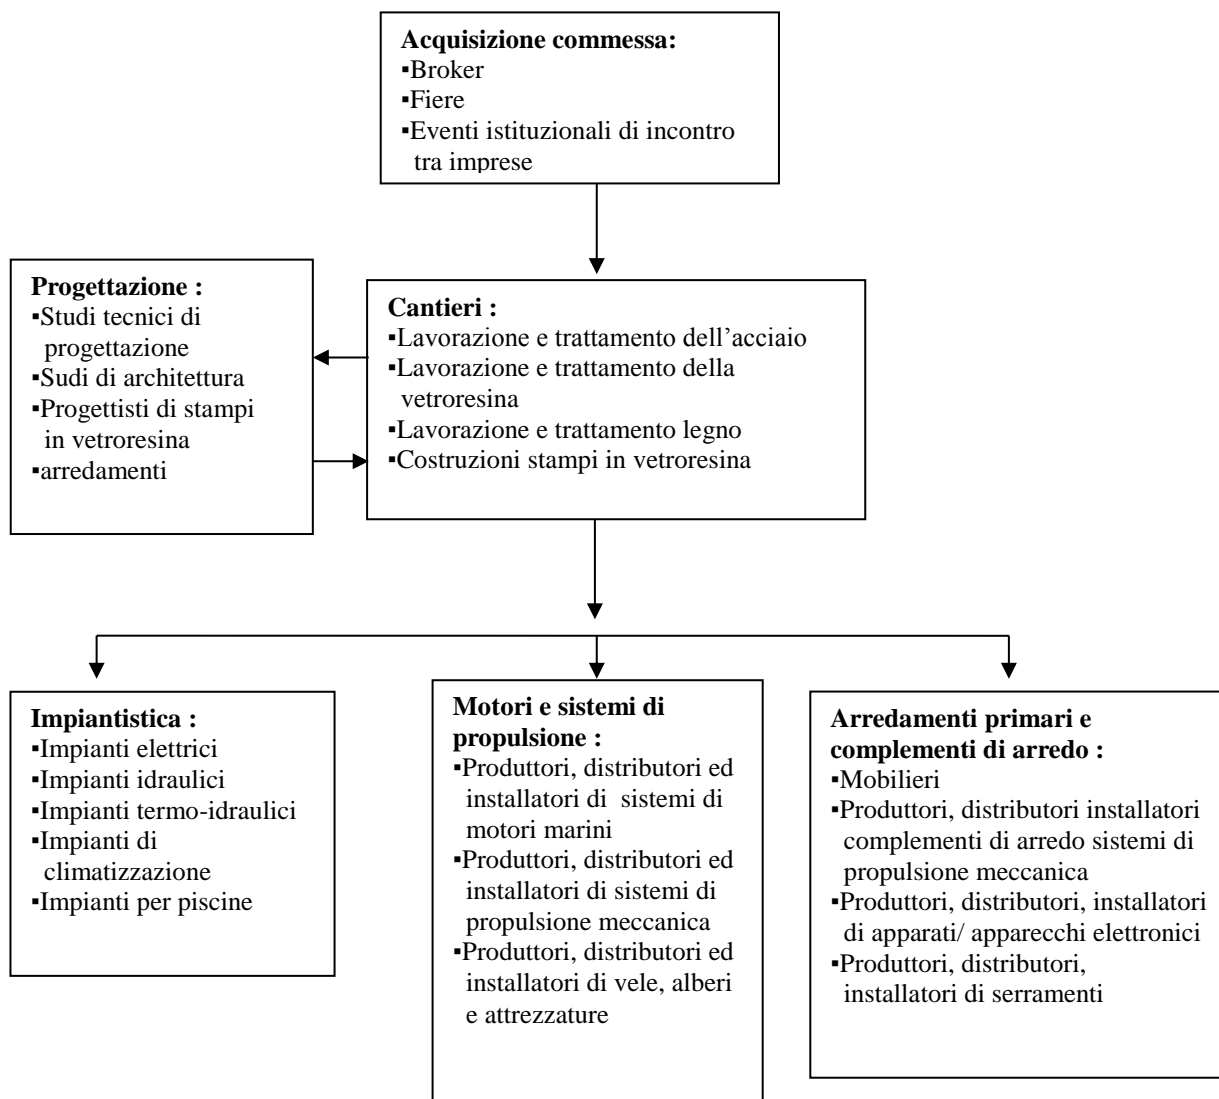 Acquisizione commessa:
▪Broker
▪Fiere
▪Eventi istituzionali di incontro
tra imprese
Progettazione :
▪Studi tecnici di
progettazione
▪Sudi di architettura
▪Progettisti di stampi
in vetroresina
▪arredamenti
Cantieri :
▪Lavorazione e trattamento dell’acciaio
▪Lavorazione e trattamento della
vetroresina
▪Lavorazione e trattamento legno
▪Costruzioni stampi in vetroresina
Impiantistica :
▪Impianti elettrici
▪Impianti idraulici
▪Impianti termo-idraulici
▪Impianti di
climatizzazione
▪Impianti per piscine
Motori e sistemi di
propulsione :
▪Produttori, distributori ed
installatori di sistemi di
motori marini
▪Produttori, distributori ed
installatori di sistemi di
propulsione meccanica
▪Produttori, distributori ed
installatori di vele, alberi
e attrezzature
Arredamenti primari e
complementi di arredo :
▪Mobilieri
▪Produttori, distributori installatori
complementi di arredo sistemi di
propulsione meccanica
▪Produttori, distributori, installatori
di apparati/ apparecchi elettronici
▪Produttori, distributori,
installatori di serramenti